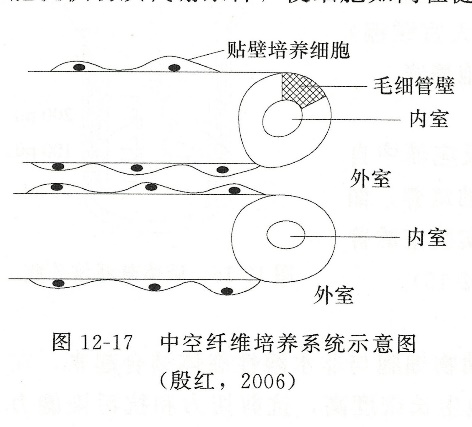 贴壁培养细胞
毛细管壁
内室
外室
内室
外室
图 12-17 中空纤维培养系统示意图
(殷红，2006)